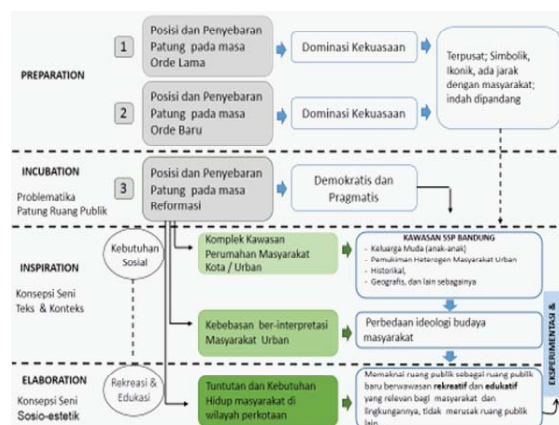 PREPARATION
1
Posisi dan Penyebaran
Patung pada masa
Orde Lama
Dominasi Kekuasaan
Terpusat; Simbolik,
Ikonik, ada jarak
dengan masyarakat;
indah dipandang
2
Posisi dan Penyebaran
Patung pada masa
Orde Baru
Dominasi Kekuasaan
INCUBATION
Problematika
Patung Ruang Publik
3
Posisi dan Penyebaran
Patung pada masa
Reformasi
Demokratis dan
Pragmatis
INSPIRATION
Konsepsi Seni
Teks & Konteks
Kebutuhan
Sosial
Komplek Kawasan
Perumahan Masyarakat
Kota / Urban
KAWASAN SSP BANDUNG
- Keluarga Muda (anak-anak)
- Pemukiman Heterogen Masyarakat Urban
- Historikal,
- Geografis, dan lain sebagainya
Kebebasan ber-interpretasi
Masyarakat Urban
Perbedaan ideologi budaya
masyarakat
EKSPERIMENTASI &
ELABORATION
Konsepsi Seni
Sosio-estetik
Rekreasi &
Edukasi
Tuntutan dan Kebutuhan
Hidup masyarakat di
wilayah perkotaan
Memaknai ruang publik sebagai ruang publik
baru berwawasan rekreatif dan edukatif
yang relevan bagi masyarakat dan
lingkungannya, tidak merusak ruang publik
lain.